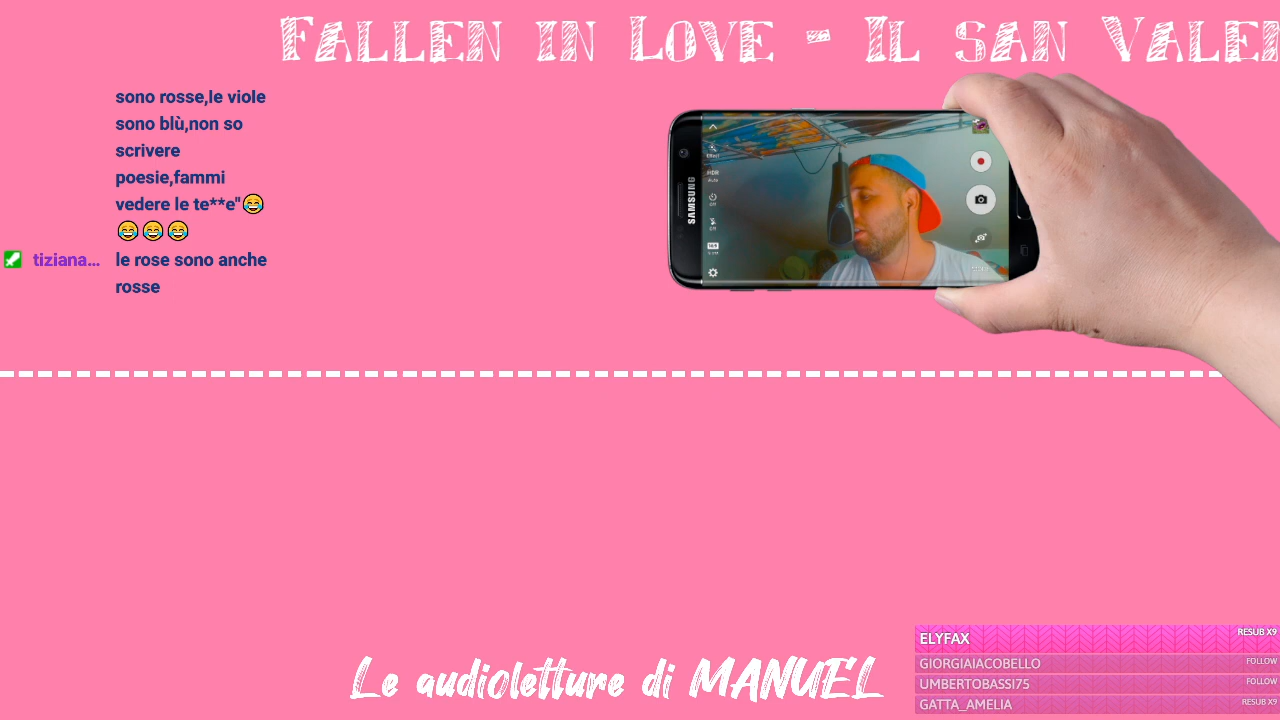 FALLEN IN LOVE - IL SAN VALE
sono rosse,le viole
sono blù,non so
scrivere
poesie,fammi
vedere le te**e"😂
😂😂😂
tiziana... le rose sono anche
rosse
SAMSUNG
HDR
Le audioletture di MANUEL
ELYFAX RESUB X9
GIORGIAIACOBELLO FOLLOW
UMBERTOBASSI75 FOLLOW
GATTA_AMELIA RESUB X9